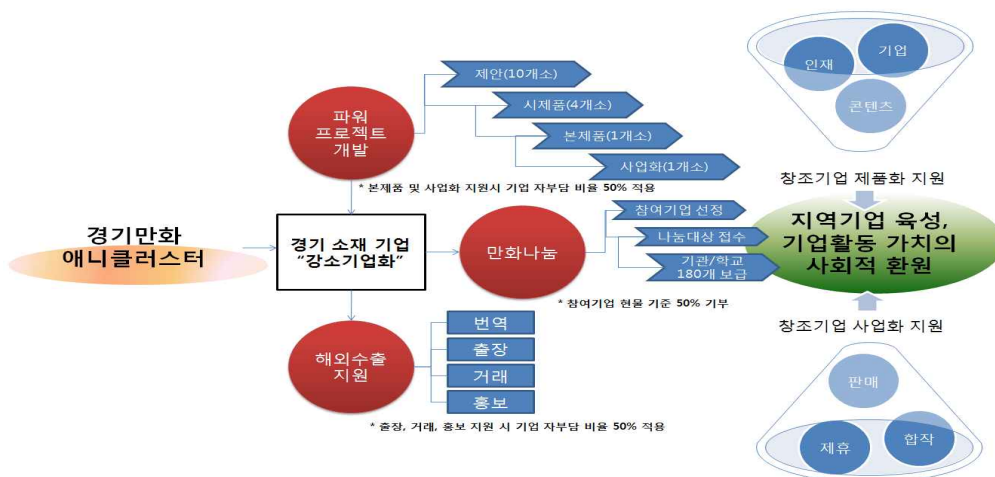 경기만화
애니클러스터
경기 소재 기업
“강소기업화”
파워
프로젝트
개발
제안(10개소)
시제품(4개소)
본제품(1개소)
사업화(1개소)
* 본제품 및 사업화 지원시 기업 자부담 비율 50% 적용
만화나눔
참여기업 선정
나눔대상 접수
기관/학교
180개 보급
* 참여기업 현물 기준 50% 기부
해외수출
지원
번역
출장
거래
홍보
* 출장, 거래, 홍보 지원 시 기업 자부담 비율 50% 적용
인재
기업
콘텐츠
창조기업 제품화 지원
지역기업 육성,
기업활동 가치의
사회적 환원
창조기업 사업화 지원
판매
제휴
합작